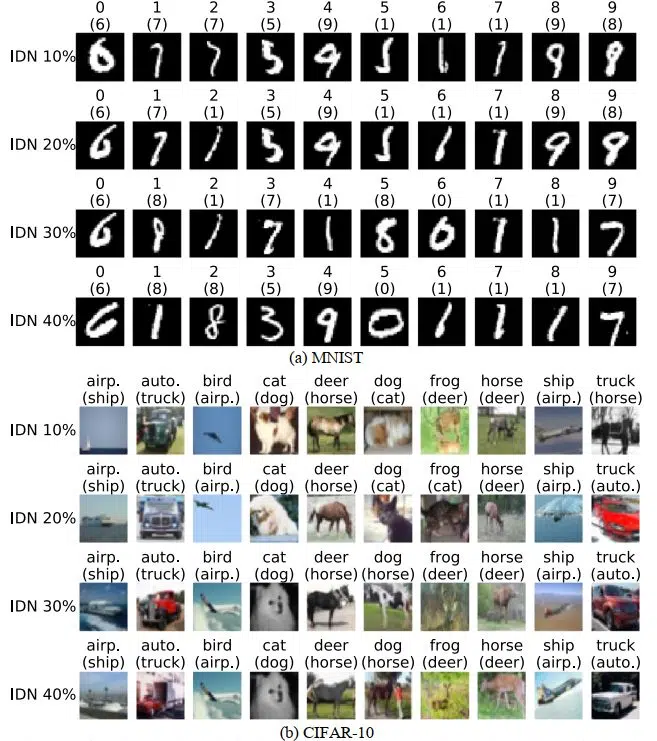 0 1 2 3 4 5 6 7 8 9
(6) (7) (7) (5) (9) (1) (1) (1) (9) (8)
IDN 10%
0 1 2 3 4 5 6 7 8 9
(6) (7) (1) (5) (9) (1) (1) (1) (9) (8)
IDN 20%
0 1 2 3 4 5 6 7 8 9
(6) (8) (1) (7) (1) (8) (0) (1) (1) (7)
IDN 30%
0 1 2 3 4 5 6 7 8 9
(6) (8) (8) (5) (9) (0) (1) (1) (1) (7)
IDN 40%
(a) MNIST
airp. auto. bird cat deer dog frog horse ship truck
(ship) (truck) (airp.) (dog) (horse) (cat) (deer) (deer) (airp.) (horse)
IDN 10%
airp. auto. bird cat deer dog frog horse ship truck
(ship) (truck) (airp.) (dog) (horse) (cat) (cat) (deer) (airp.) (auto.)
IDN 20%
airp. auto. bird cat deer dog frog horse ship truck
(ship) (truck) (airp.) (dog) (horse) (horse) (deer) (deer) (airp.) (auto.)
IDN 30%
airp. auto. bird cat deer dog frog horse ship truck
(ship) (truck) (airp.) (dog) (horse) (horse) (deer) (deer) (airp.) (auto.)
IDN 40%
(b) CIFAR-10